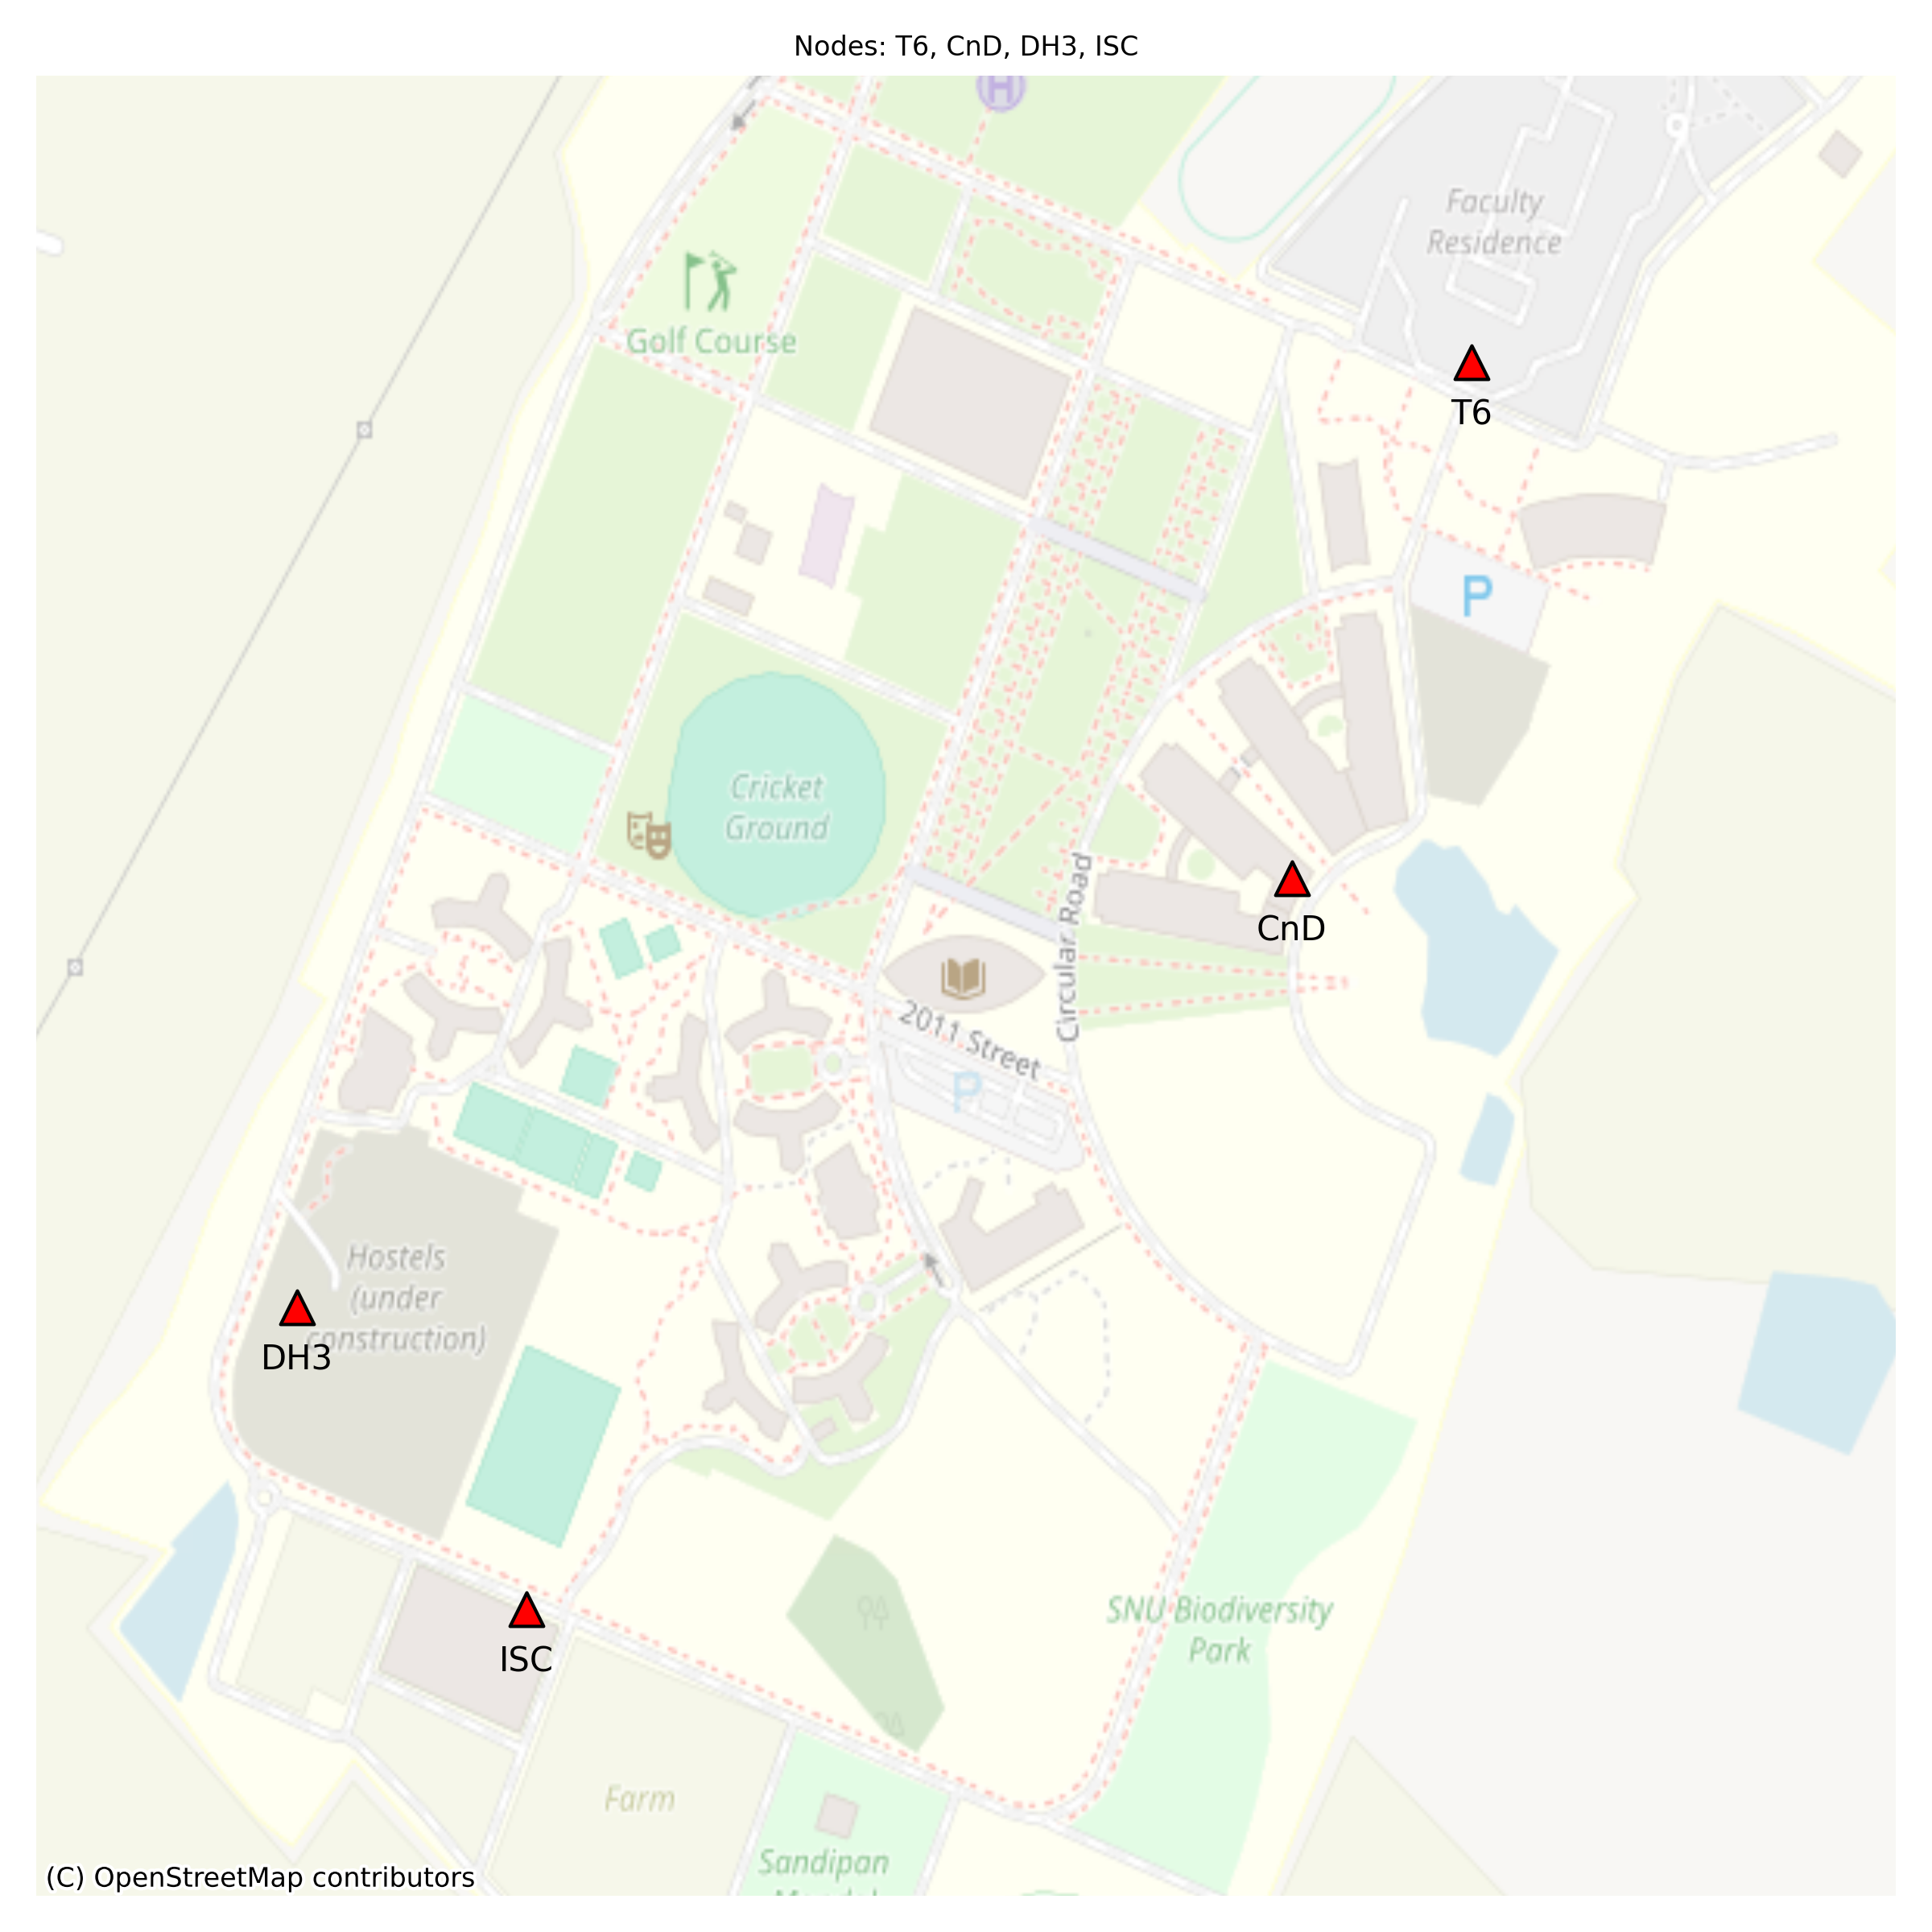 Nodes: T6, CnD, DH3, ISC
H
Faculty
Residence
Golf Course
T6
P
Cricket
Ground
CnD
Circular Road
2011 Street
P
Hostels
(under
construction)
DH3
SNU Biodiversity
Park
ISC
Farm
Sandipan
(C) OpenStreetMap contributors